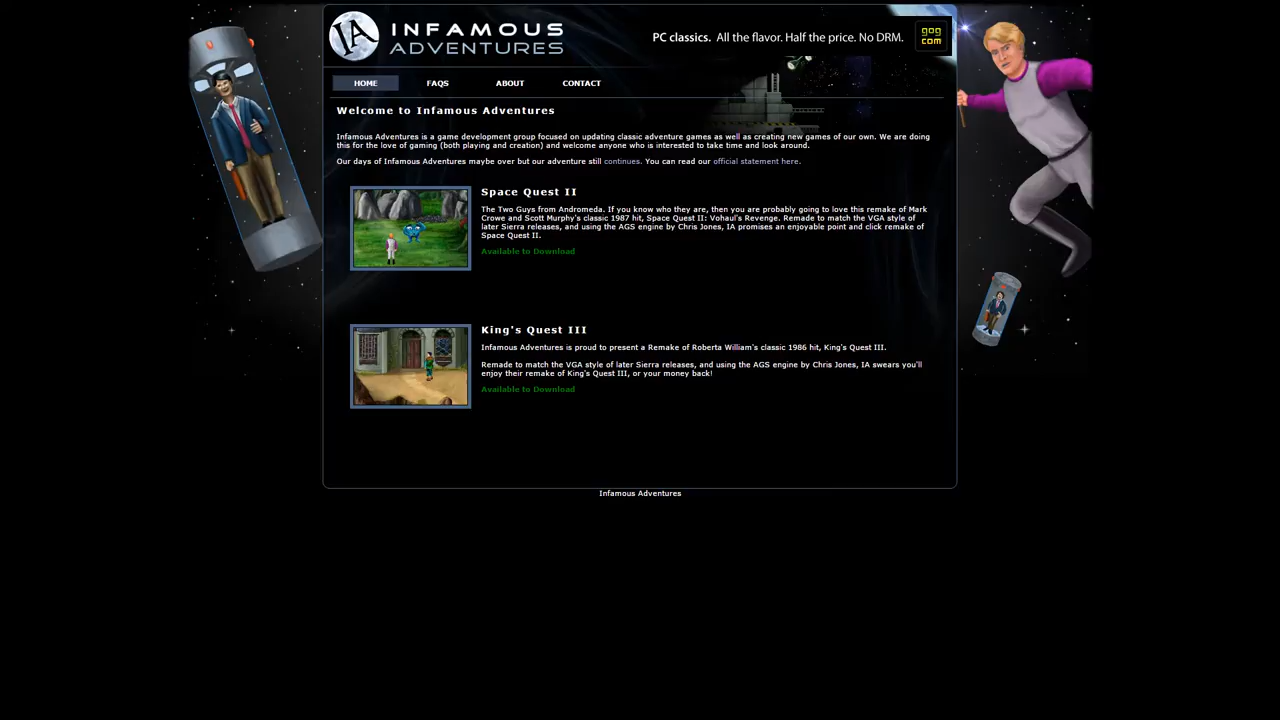 IA INFAMOUS
ADVENTURES
PC classics. All the flavor. Half the price. No DRM.
gog
com
HOME FAQS ABOUT CONTACT
Welcome to Infamous Adventures
Infamous Adventures is a game development group focused on updating classic adventure games as well as creating new games of our own. We are doing
this for the love of gaming (both playing and creation) and welcome anyone who is interested to take time and look around.
Our days of Infamous Adventures maybe over but our adventure still continues. You can read our official statement here.
Space Quest II
The Two Guys from Andromeda. If you know who they are, then you are probably going to love this remake of Mark
Crowe and Scott Murphy's classic 1987 hit, Space Quest II: Vohaul's Revenge. Remade to match the VGA style of
later Sierra releases, and using the AGS engine by Chris Jones, IA promises an enjoyable point and click remake of
Space Quest II.
Available to Download
King's Quest III
Infamous Adventures is proud to present a Remake of Roberta William's classic 1986 hit, King's Quest III.
Remade to match the VGA style of later Sierra releases, and using the AGS engine by Chris Jones, IA swears you'll
enjoy their remake of King's Quest III, or your money back!
Available to Download
Infamous Adventures